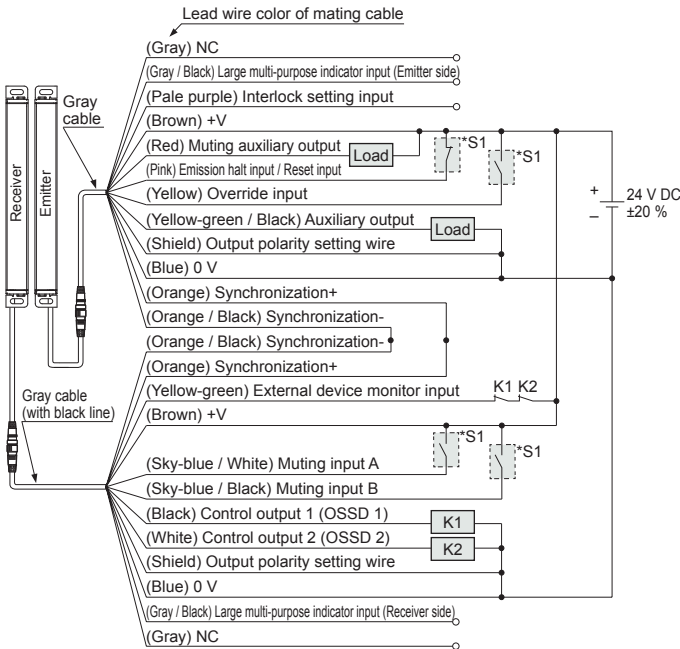 Lead wire color of mating cable
(Gray) NC
(Gray / Black) Large multi-purpose indicator input (Emitter side)
(Pale purple) Interlock setting input
(Brown) +V
(Red) Muting auxiliary output
Load
*S1
(Pink) Emission halt input / Reset input
*S1
(Yellow) Override input
(Yellow-green / Black) Auxiliary output
Load
(Shield) Output polarity setting wire
(Blue) 0 V
+
–
24 V DC
±20 %
Gray
cable
Receiver
Emitter
(Orange) Synchronization+
(Orange / Black) Synchronization-
(Orange / Black) Synchronization-
(Orange) Synchronization+
(Yellow-green) External device monitor input
K1 K2
Gray cable
(with black line)
(Brown) +V
*S1
*S1
(Sky-blue / White) Muting input A
(Sky-blue / Black) Muting input B
(Black) Control output 1 (OSSD 1)
K1
(White) Control output 2 (OSSD 2)
K2
(Shield) Output polarity setting wire
(Blue) 0 V
(Gray / Black) Large multi-purpose indicator input (Receiver side)
(Gray) NC